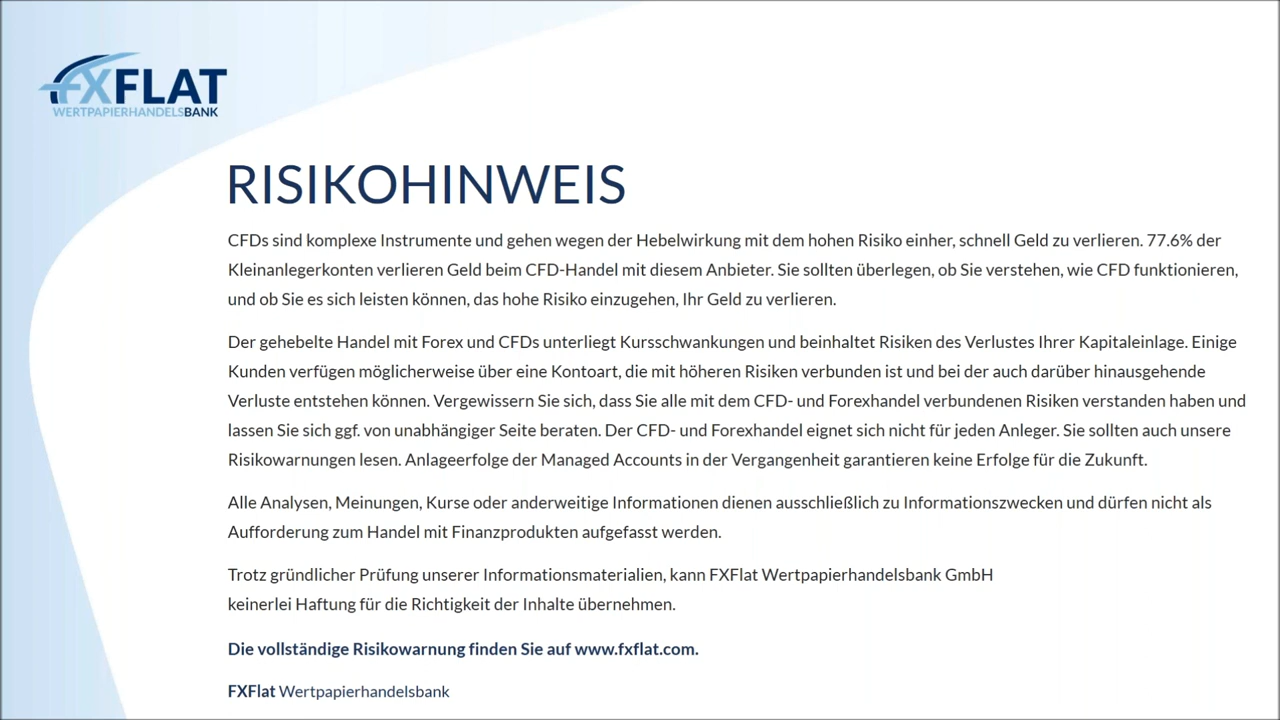 FXFLAT
WERTPAPIERHANDELSBANK
RISIKOHINWEIS
CFDs sind komplexe Instrumente und gehen wegen der Hebelwirkung mit dem hohen Risiko einher, schnell Geld zu verlieren. 77.6% der
Kleinanlegerkonten verlieren Geld beim CFD-Handel mit diesem Anbieter. Sie sollten überlegen, ob Sie verstehen, wie CFD funktionieren,
und ob Sie es sich leisten können, das hohe Risiko einzugehen, Ihr Geld zu verlieren.
Der gehebelte Handel mit Forex und CFDs unterliegt Kursschwankungen und beinhaltet Risiken des Verlustes Ihrer Kapitaleinlage. Einige
Kunden verfügen möglicherweise über eine Kontoart, die mit höheren Risiken verbunden ist und bei der auch darüber hinausgehende
Verluste entstehen können. Vergewissern Sie sich, dass Sie alle mit dem CFD- und Forexhandel verbundenen Risiken verstanden haben und
lassen Sie sich ggf. von unabhängiger Seite beraten. Der CFD- und Forexhandel eignet sich nicht für jeden Anleger. Sie sollten auch unsere
Risikowarnungen lesen. Anlageerfolge der Managed Accounts in der Vergangenheit garantieren keine Erfolge für die Zukunft.
Alle Analysen, Meinungen, Kurse oder anderweitige Informationen dienen ausschließlich zu Informationszwecken und dürfen nicht als
Aufforderung zum Handel mit Finanzprodukten aufgefasst werden.
Trotz gründlicher Prüfung unserer Informationsmaterialien, kann FXFlat Wertpapierhandelsbank GmbH
keinerlei Haftung für die Richtigkeit der Inhalte übernehmen.
Die vollständige Risikowarnung finden Sie auf www.fxflat.com.
FXFlat Wertpapierhandelsbank